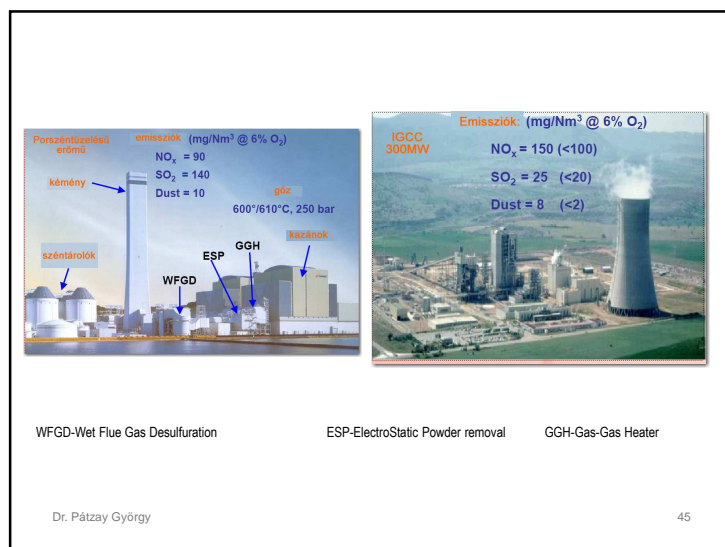 Porszéntüzelésű
erőmű
emissziók (mg/Nm³ @ 6% O₂)
NOₓ = 90
SO₂ = 140
Dust = 10
kémény
gőz
600°/610°C, 250 bar
széntárolók
WFGD
ESP
GGH
kazánok
IGCC
300MW
Emissziók: (mg/Nm³ @ 6% O₂)
NOₓ = 150 (<100)
SO₂ = 25 (<20)
Dust = 8 (<2)
WFGD-Wet Flue Gas Desulfuration
ESP-ElectroStatic Powder removal
GGH-Gas-Gas Heater
Dr. Pátzay György
45